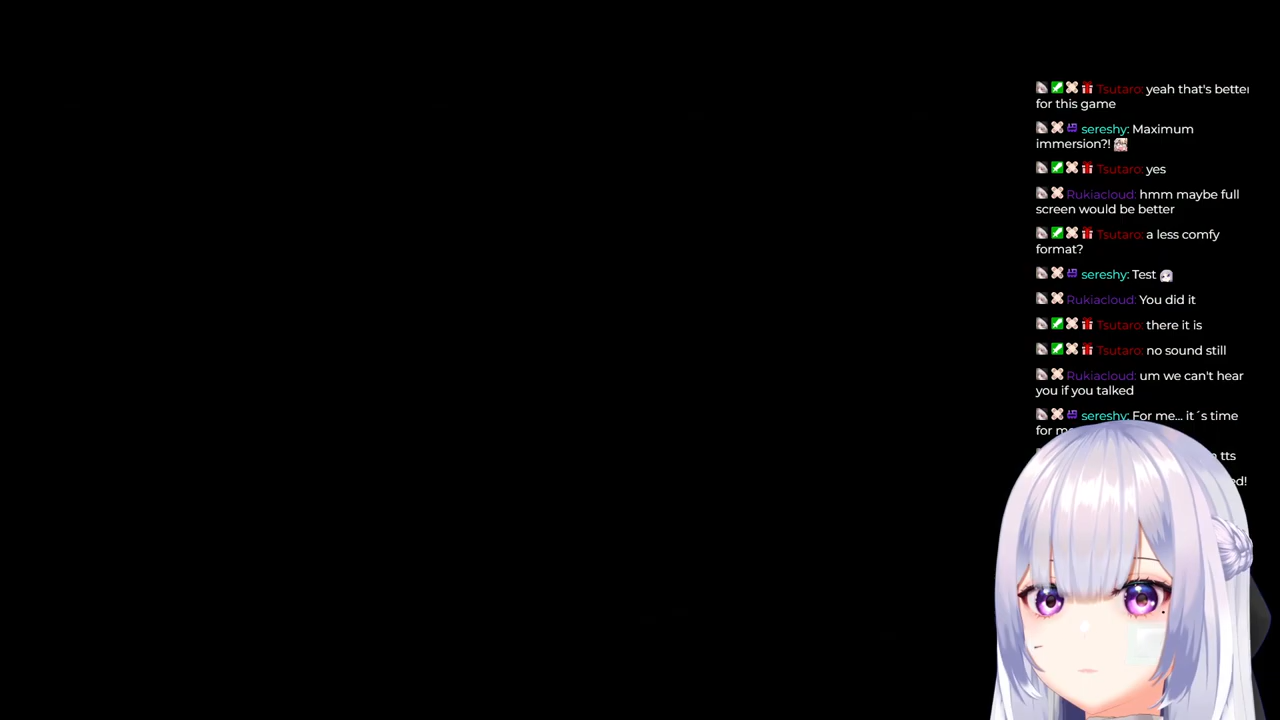 Tsutaro: yeah that's better
for this game
sereshy: Maximum
immersion?!
Tsutaro: yes
Rukiacloud: hmm maybe full
screen would be better
Tsutaro: a less comfy
format?
sereshy: Test
Rukiacloud: You did it
Tsutaro: there it is
Tsutaro: no sound still
Rukiacloud: um we can't hear
you if you talked
sereshy: For me... it´s time
for
tts